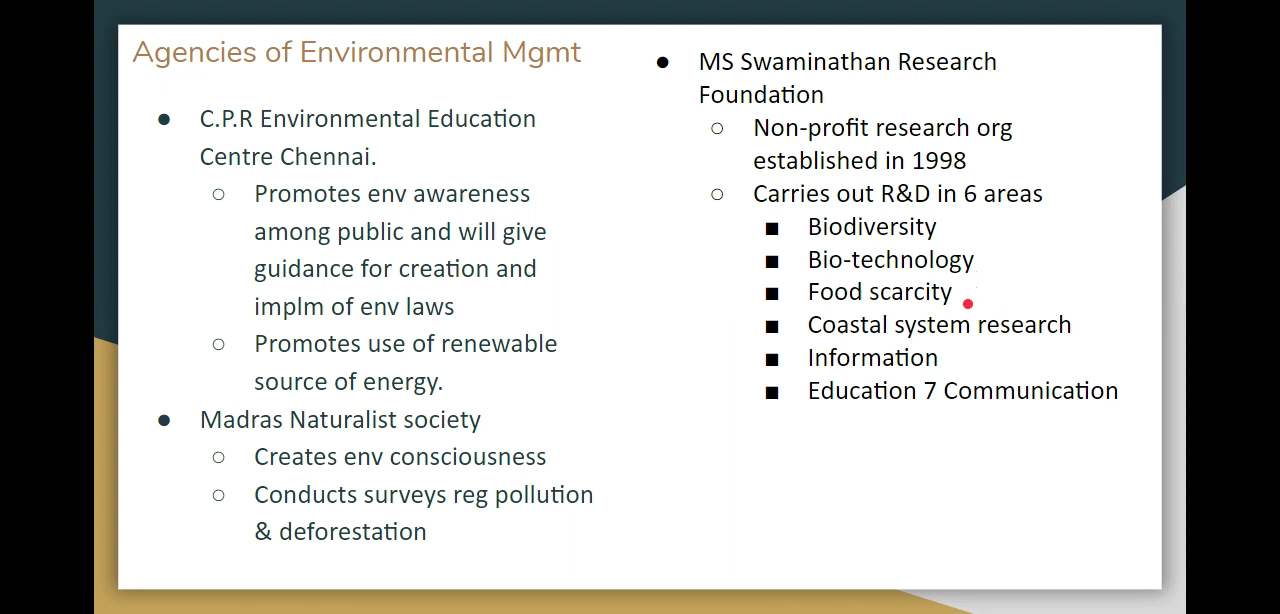 Agencies of Environmental Mgmt
● C.P.R Environmental Education
Centre Chennai.
○ Promotes env awareness
among public and will give
guidance for creation and
implm of env laws
○ Promotes use of renewable
source of energy.
● Madras Naturalist society
○ Creates env consciousness
○ Conducts surveys reg pollution
& deforestation
● MS Swaminathan Research
Foundation
○ Non-profit research org
established in 1998
○ Carries out R&D in 6 areas
■ Biodiversity
■ Bio-technology
■ Food scarcity
■ Coastal system research
■ Information
■ Education 7 Communication